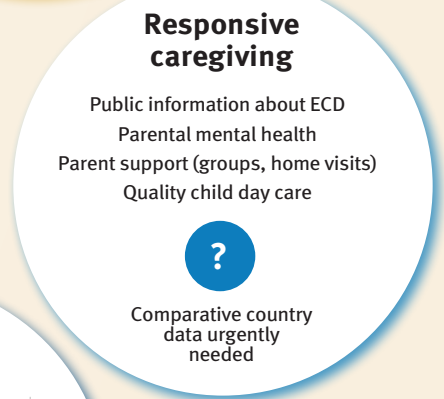 Responsive
caregiving
Public information about ECD
Parental mental health
Parent support (groups, home visits)
Quality child day care
?
Comparative country
data urgently
needed